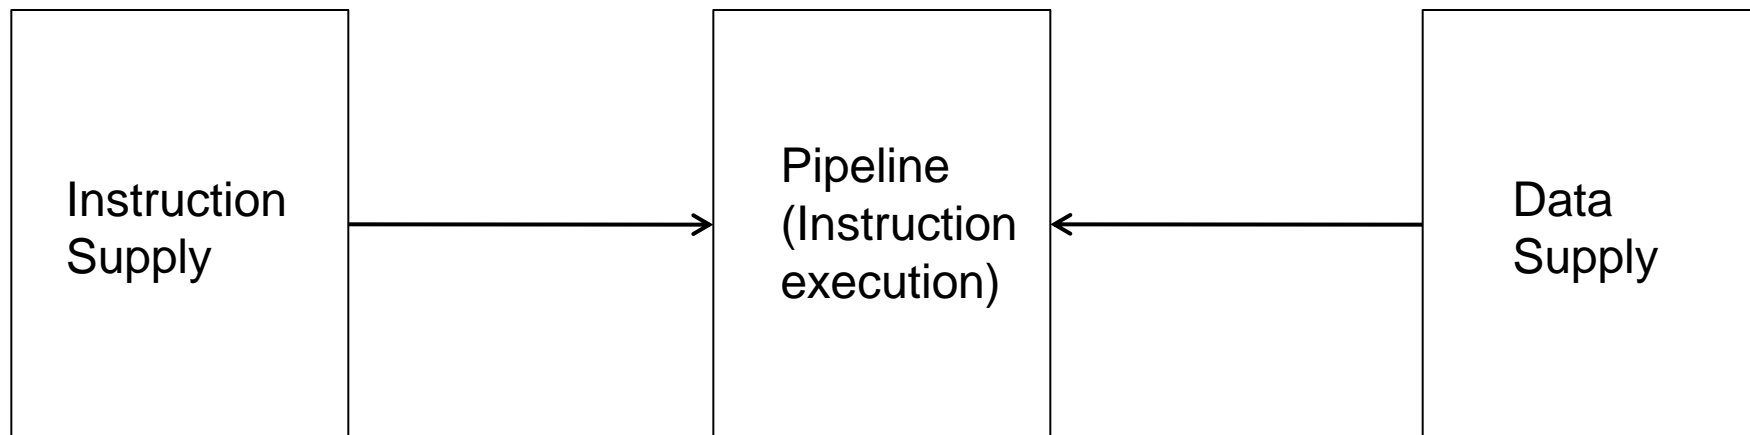 Instruction
Supply
Pipeline
(Instruction
execution)
Data
Supply